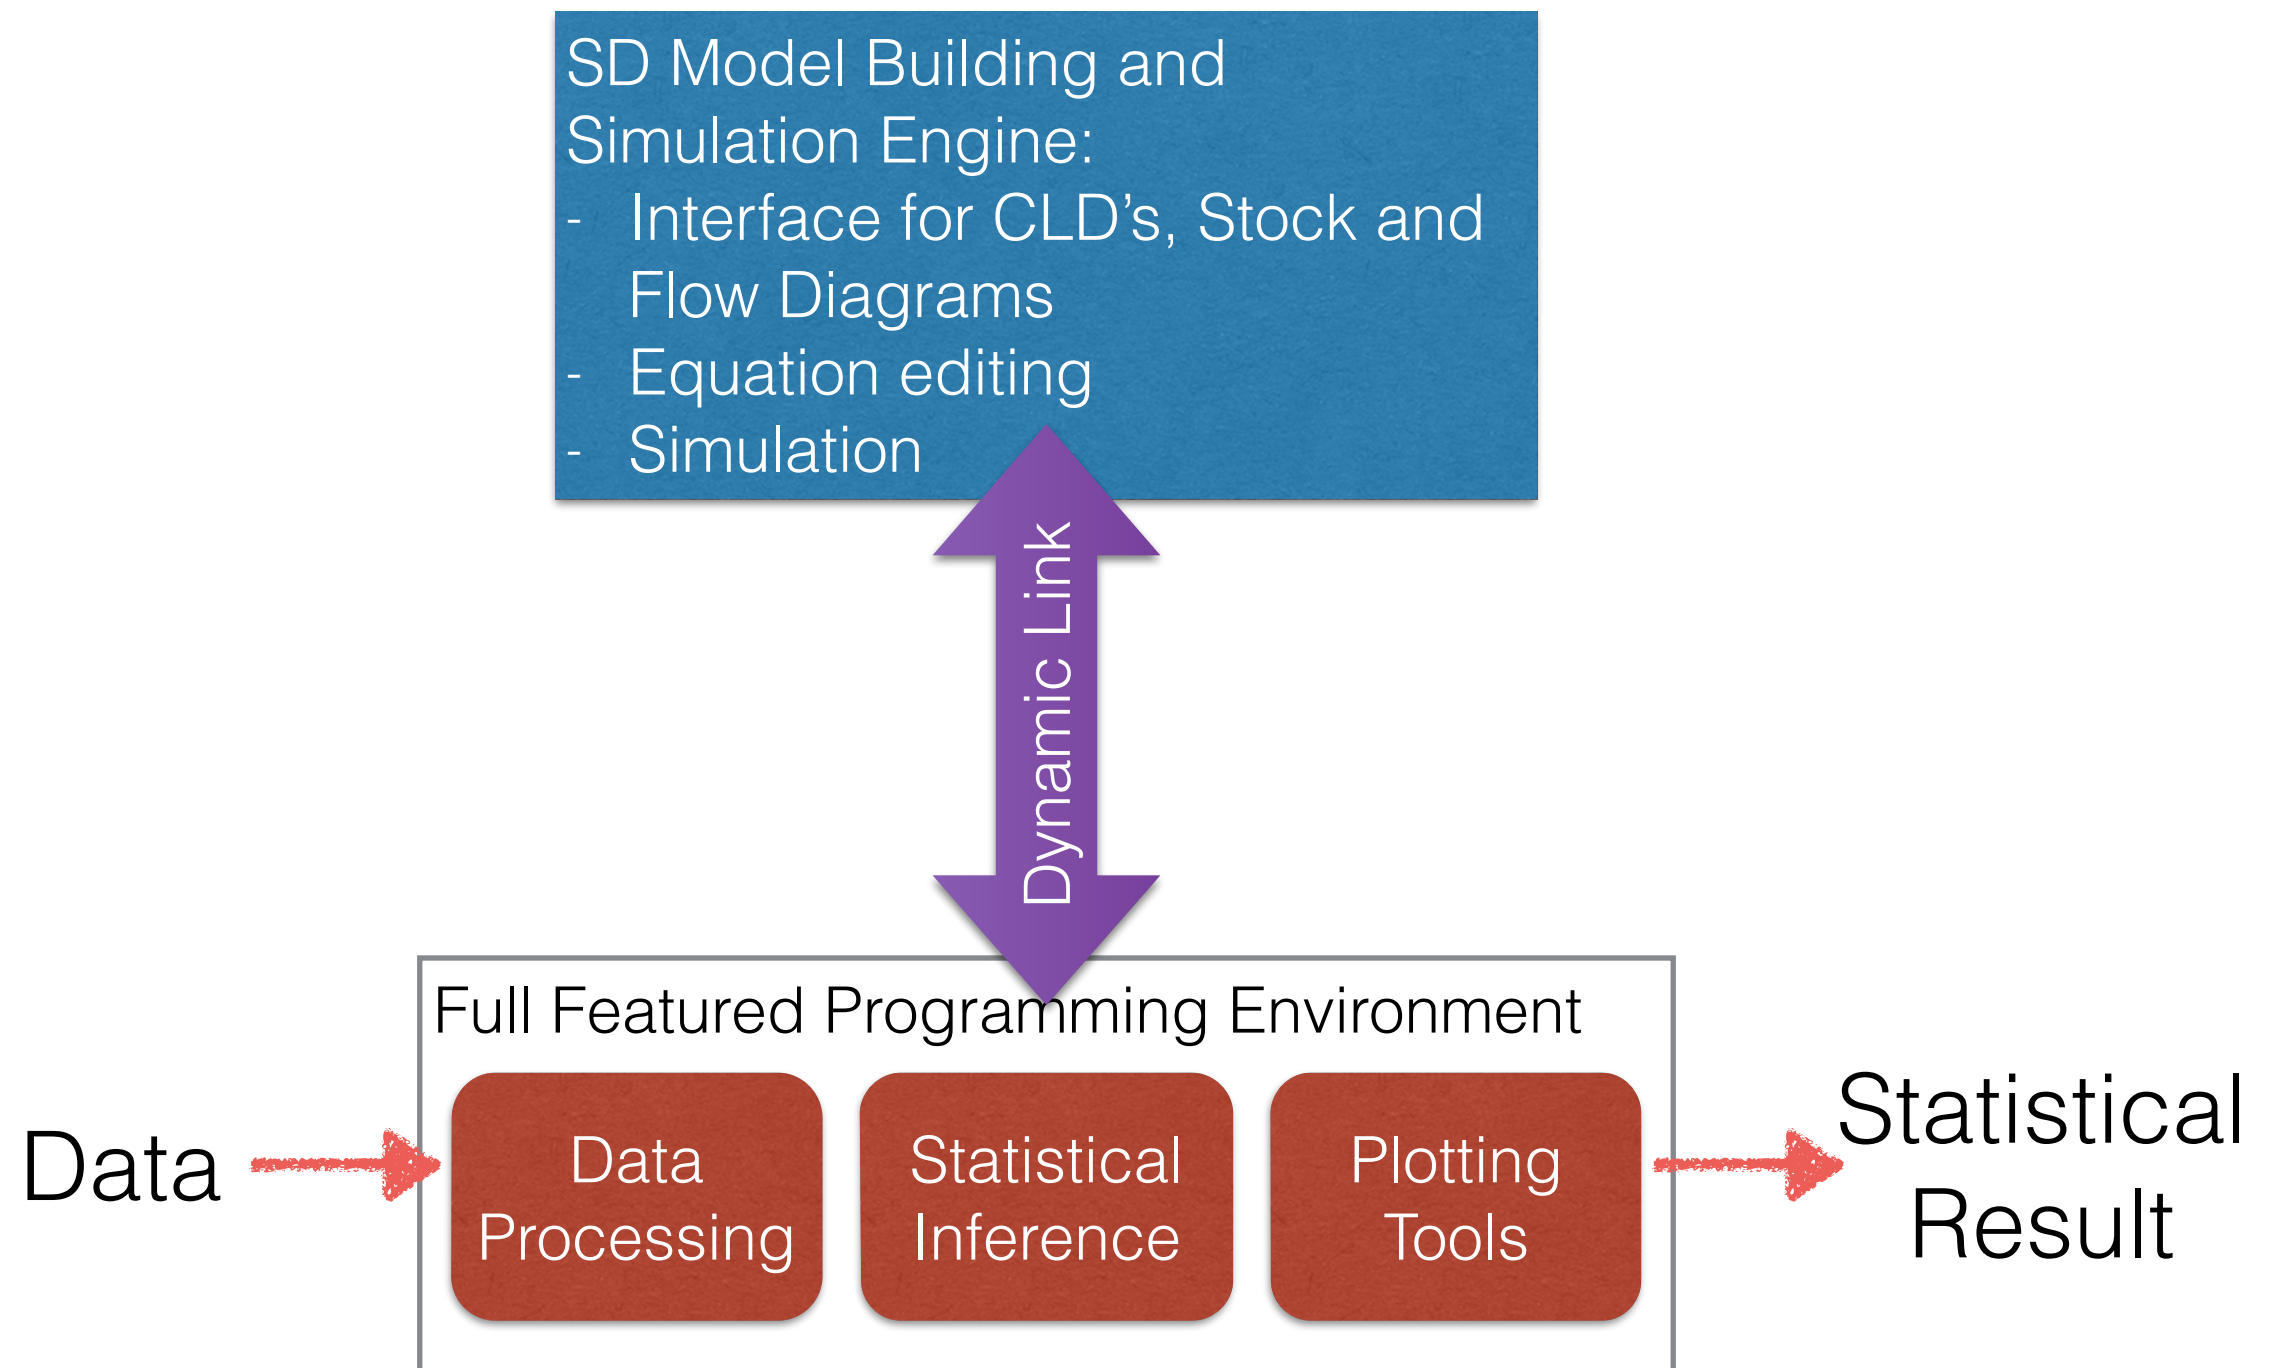 SD Model Building and
Simulation Engine:
- Interface for CLD’s, Stock and
Flow Diagrams
- Equation editing
- Simulation
Dynamic Link
Full Featured Programming Environment
Data
Data
Processing
Statistical
Inference
Plotting
Tools
Statistical
Result